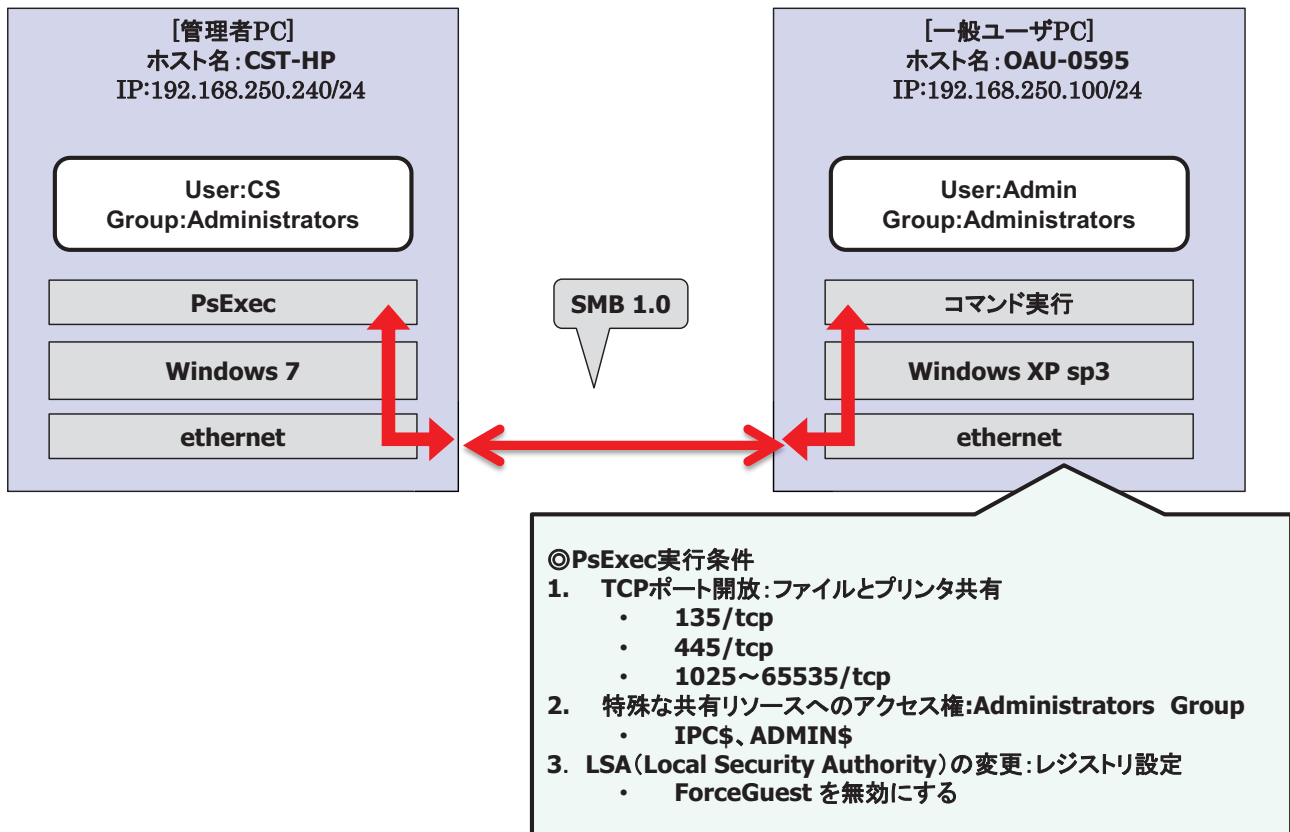 [管理者PC]
ホスト名：CST-HP
IP:192.168.250.240/24
User:CS
Group:Administrators
PsExec
Windows 7
ethernet
SMB 1.0
[一般ユーザPC]
ホスト名：OAU-0595
IP:192.168.250.100/24
User:Admin
Group:Administrators
コマンド実行
Windows XP sp3
ethernet
◎PsExec実行条件
1. TCPポート開放：ファイルとプリンタ共有
・ 135/tcp
・ 445/tcp
・ 1025～65535/tcp
2. 特殊な共有リソースへのアクセス権:Administrators Group
・ IPC$、ADMIN$
3. LSA（Local Security Authority）の変更：レジストリ設定
・ ForceGuest を無効にする